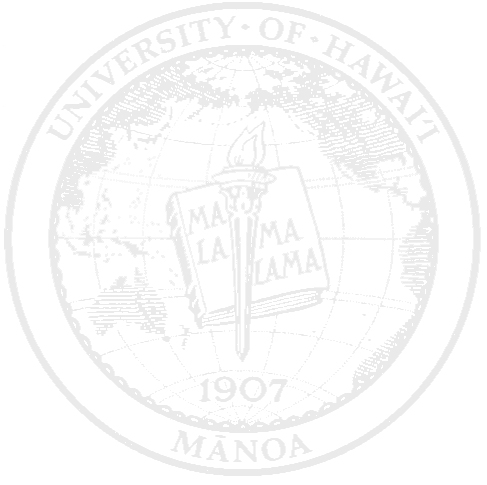 UNIVERSITY · OF · HAWAI‘I
MA
LA
MA
LAMA
1907
MĀNOA